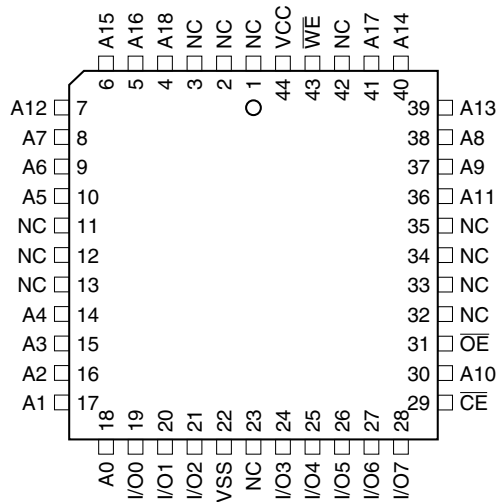 A15 A16 A18 NC NC NC VCC W̅E̅ NC A17 A14
6 5 4 3 2 1 44 43 42 41 40
A12 7 39 A13
A7 8 38 A8
A6 9 37 A9
A5 10 36 A11
NC 11 35 NC
NC 12 34 NC
NC 13 33 NC
A4 14 32 NC
A3 15 31 O̅E̅
A2 16 30 A10
A1 17 29 C̅E̅
18 19 20 21 22 23 24 25 26 27 28
A0 I/O0 I/O1 I/O2 VSS NC I/O3 I/O4 I/O5 I/O6 I/O7